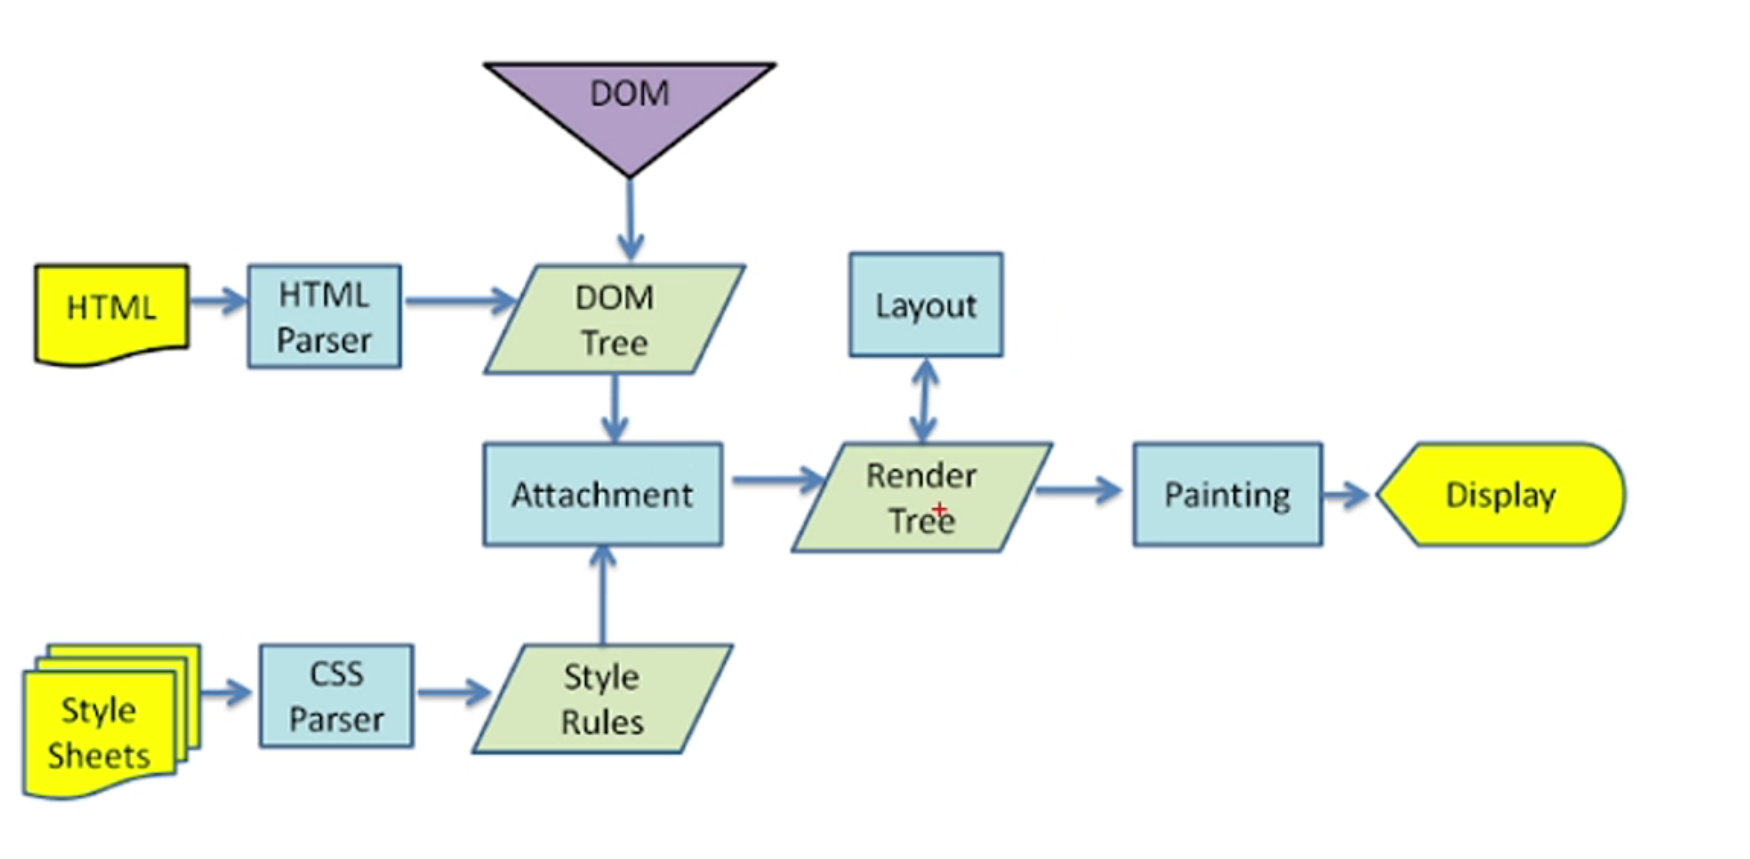 DOM
HTML
HTML
Parser
DOM
Tree
Layout
Attachment
Render
Tree
Painting
Display
Style
Sheets
CSS
Parser
Style
Rules